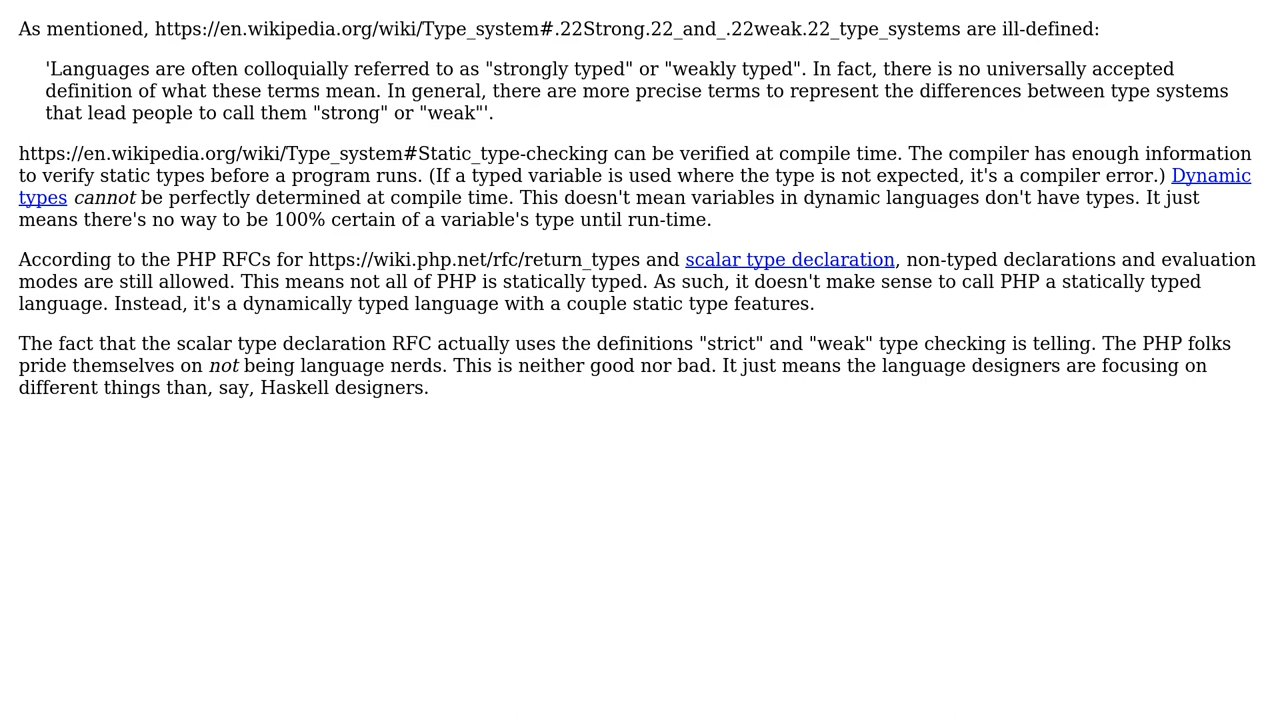 As mentioned, https://en.wikipedia.org/wiki/Type_system#.22Strong.22_and_.22weak.22_type_systems are ill-defined:
'Languages are often colloquially referred to as "strongly typed" or "weakly typed". In fact, there is no universally accepted
definition of what these terms mean. In general, there are more precise terms to represent the differences between type systems
that lead people to call them "strong" or "weak"'.
https://en.wikipedia.org/wiki/Type_system#Static_type-checking can be verified at compile time. The compiler has enough information
to verify static types before a program runs. (If a typed variable is used where the type is not expected, it's a compiler error.) Dynamic
types cannot be perfectly determined at compile time. This doesn't mean variables in dynamic languages don't have types. It just
means there's no way to be 100% certain of a variable's type until run-time.
According to the PHP RFCs for https://wiki.php.net/rfc/return_types and scalar type declaration, non-typed declarations and evaluation
modes are still allowed. This means not all of PHP is statically typed. As such, it doesn't make sense to call PHP a statically typed
language. Instead, it's a dynamically typed language with a couple static type features.
The fact that the scalar type declaration RFC actually uses the definitions "strict" and "weak" type checking is telling. The PHP folks
pride themselves on not being language nerds. This is neither good nor bad. It just means the language designers are focusing on
different things than, say, Haskell designers.